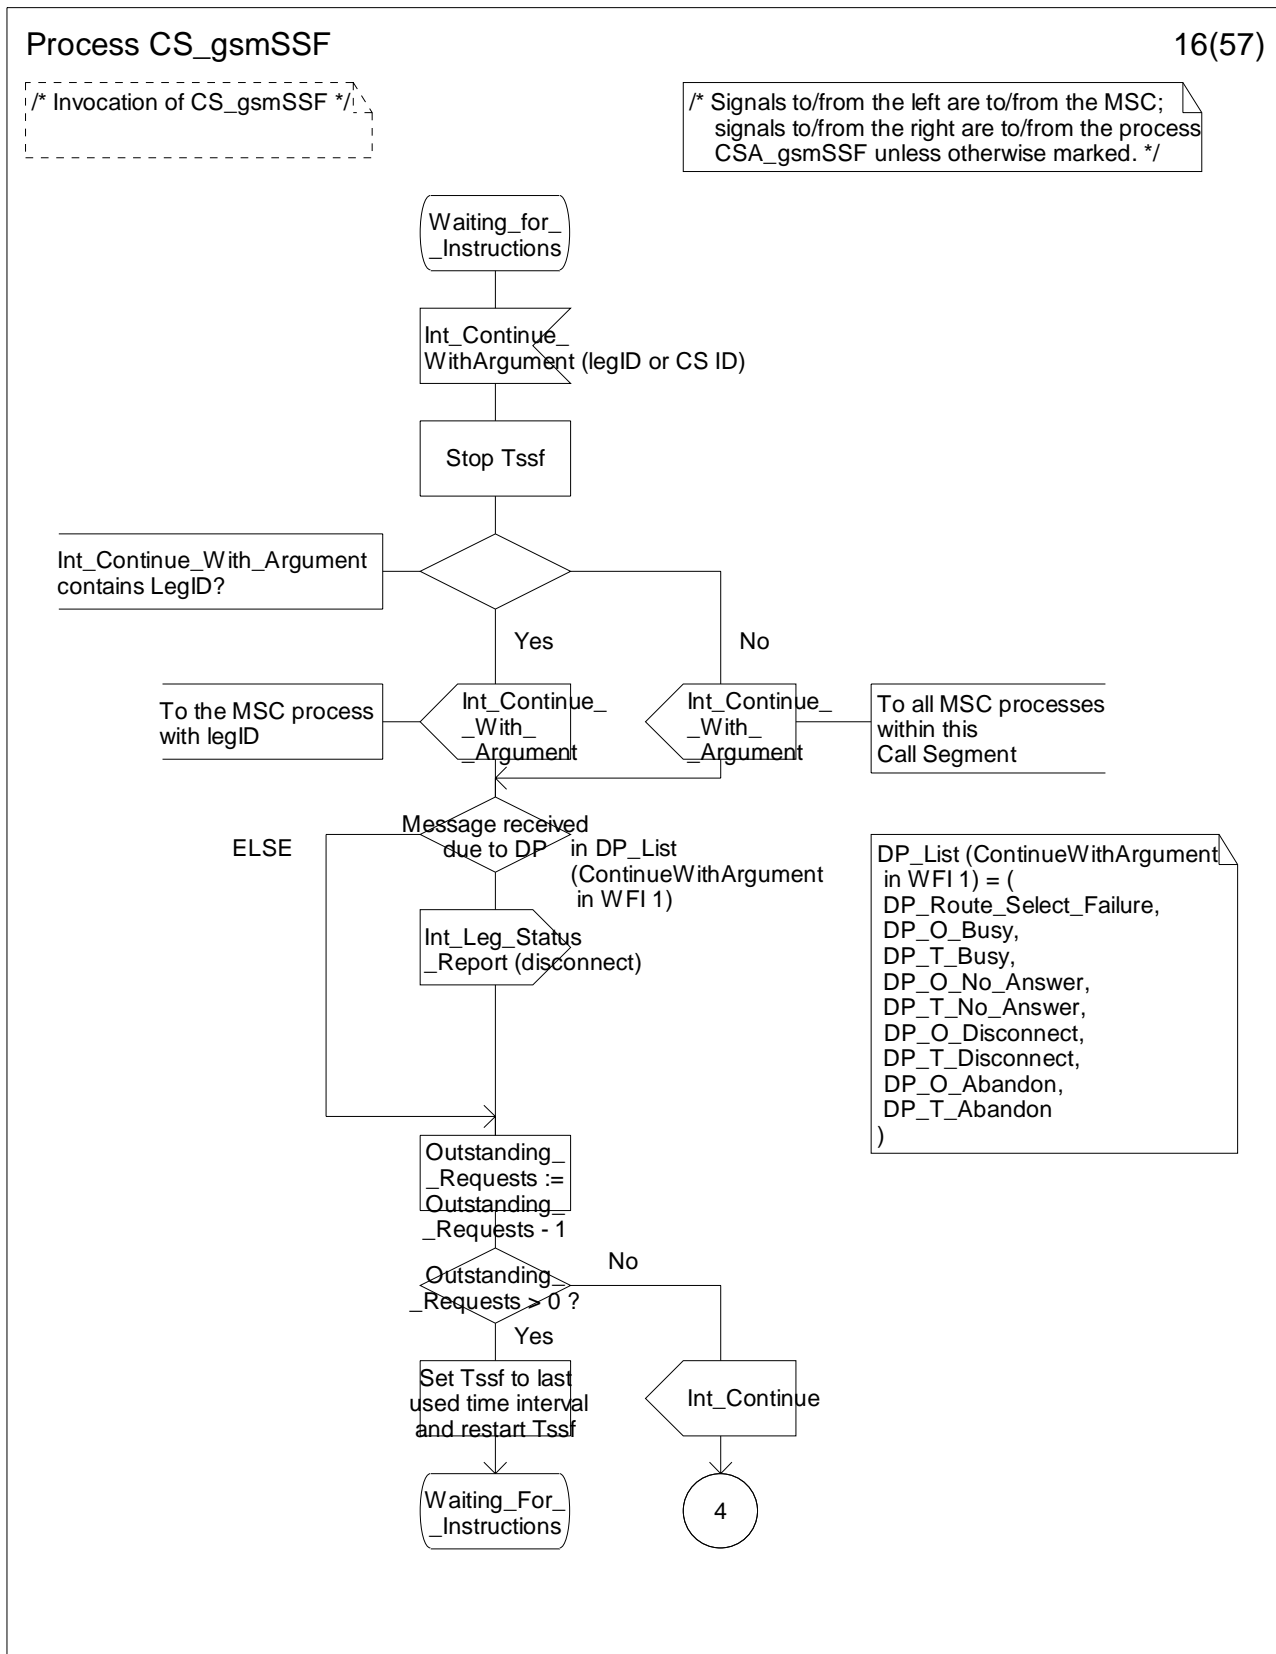 Process CS_gsmSSF
16(57)
/* Invocation of CS_gsmSSF */
/* Signals to/from the left are to/from the MSC;
signals to/from the right are to/from the process
CSA_gsmSSF unless otherwise marked. */
Waiting_for_
_Instructions
Int_Continue_
WithArgument (legID or CS ID)
Stop Tssf
Int_Continue_With_Argument
contains LegID?
Yes
No
To the MSC process
with legID
Int_Continue_
_With_
_Argument
Int_Continue_
_With_
_Argument
To all MSC processes
within this
Call Segment
Message received
due to DP
in DP_List
(ContinueWithArgument
in WFI 1)
ELSE
DP_List (ContinueWithArgument
in WFI 1) = (
DP_Route_Select_Failure,
DP_O_Busy,
DP_T_Busy,
DP_O_No_Answer,
DP_T_No_Answer,
DP_O_Disconnect,
DP_T_Disconnect,
DP_O_Abandon,
DP_T_Abandon
)
Int_Leg_Status
_Report (disconnect)
Outstanding_
_Requests :=
Outstanding_
_Requests - 1
Outstanding_
_Requests > 0 ?
No
Yes
Set Tssf to last
used time interval
and restart Tssf
Int_Continue
Waiting_For_
_Instructions
4